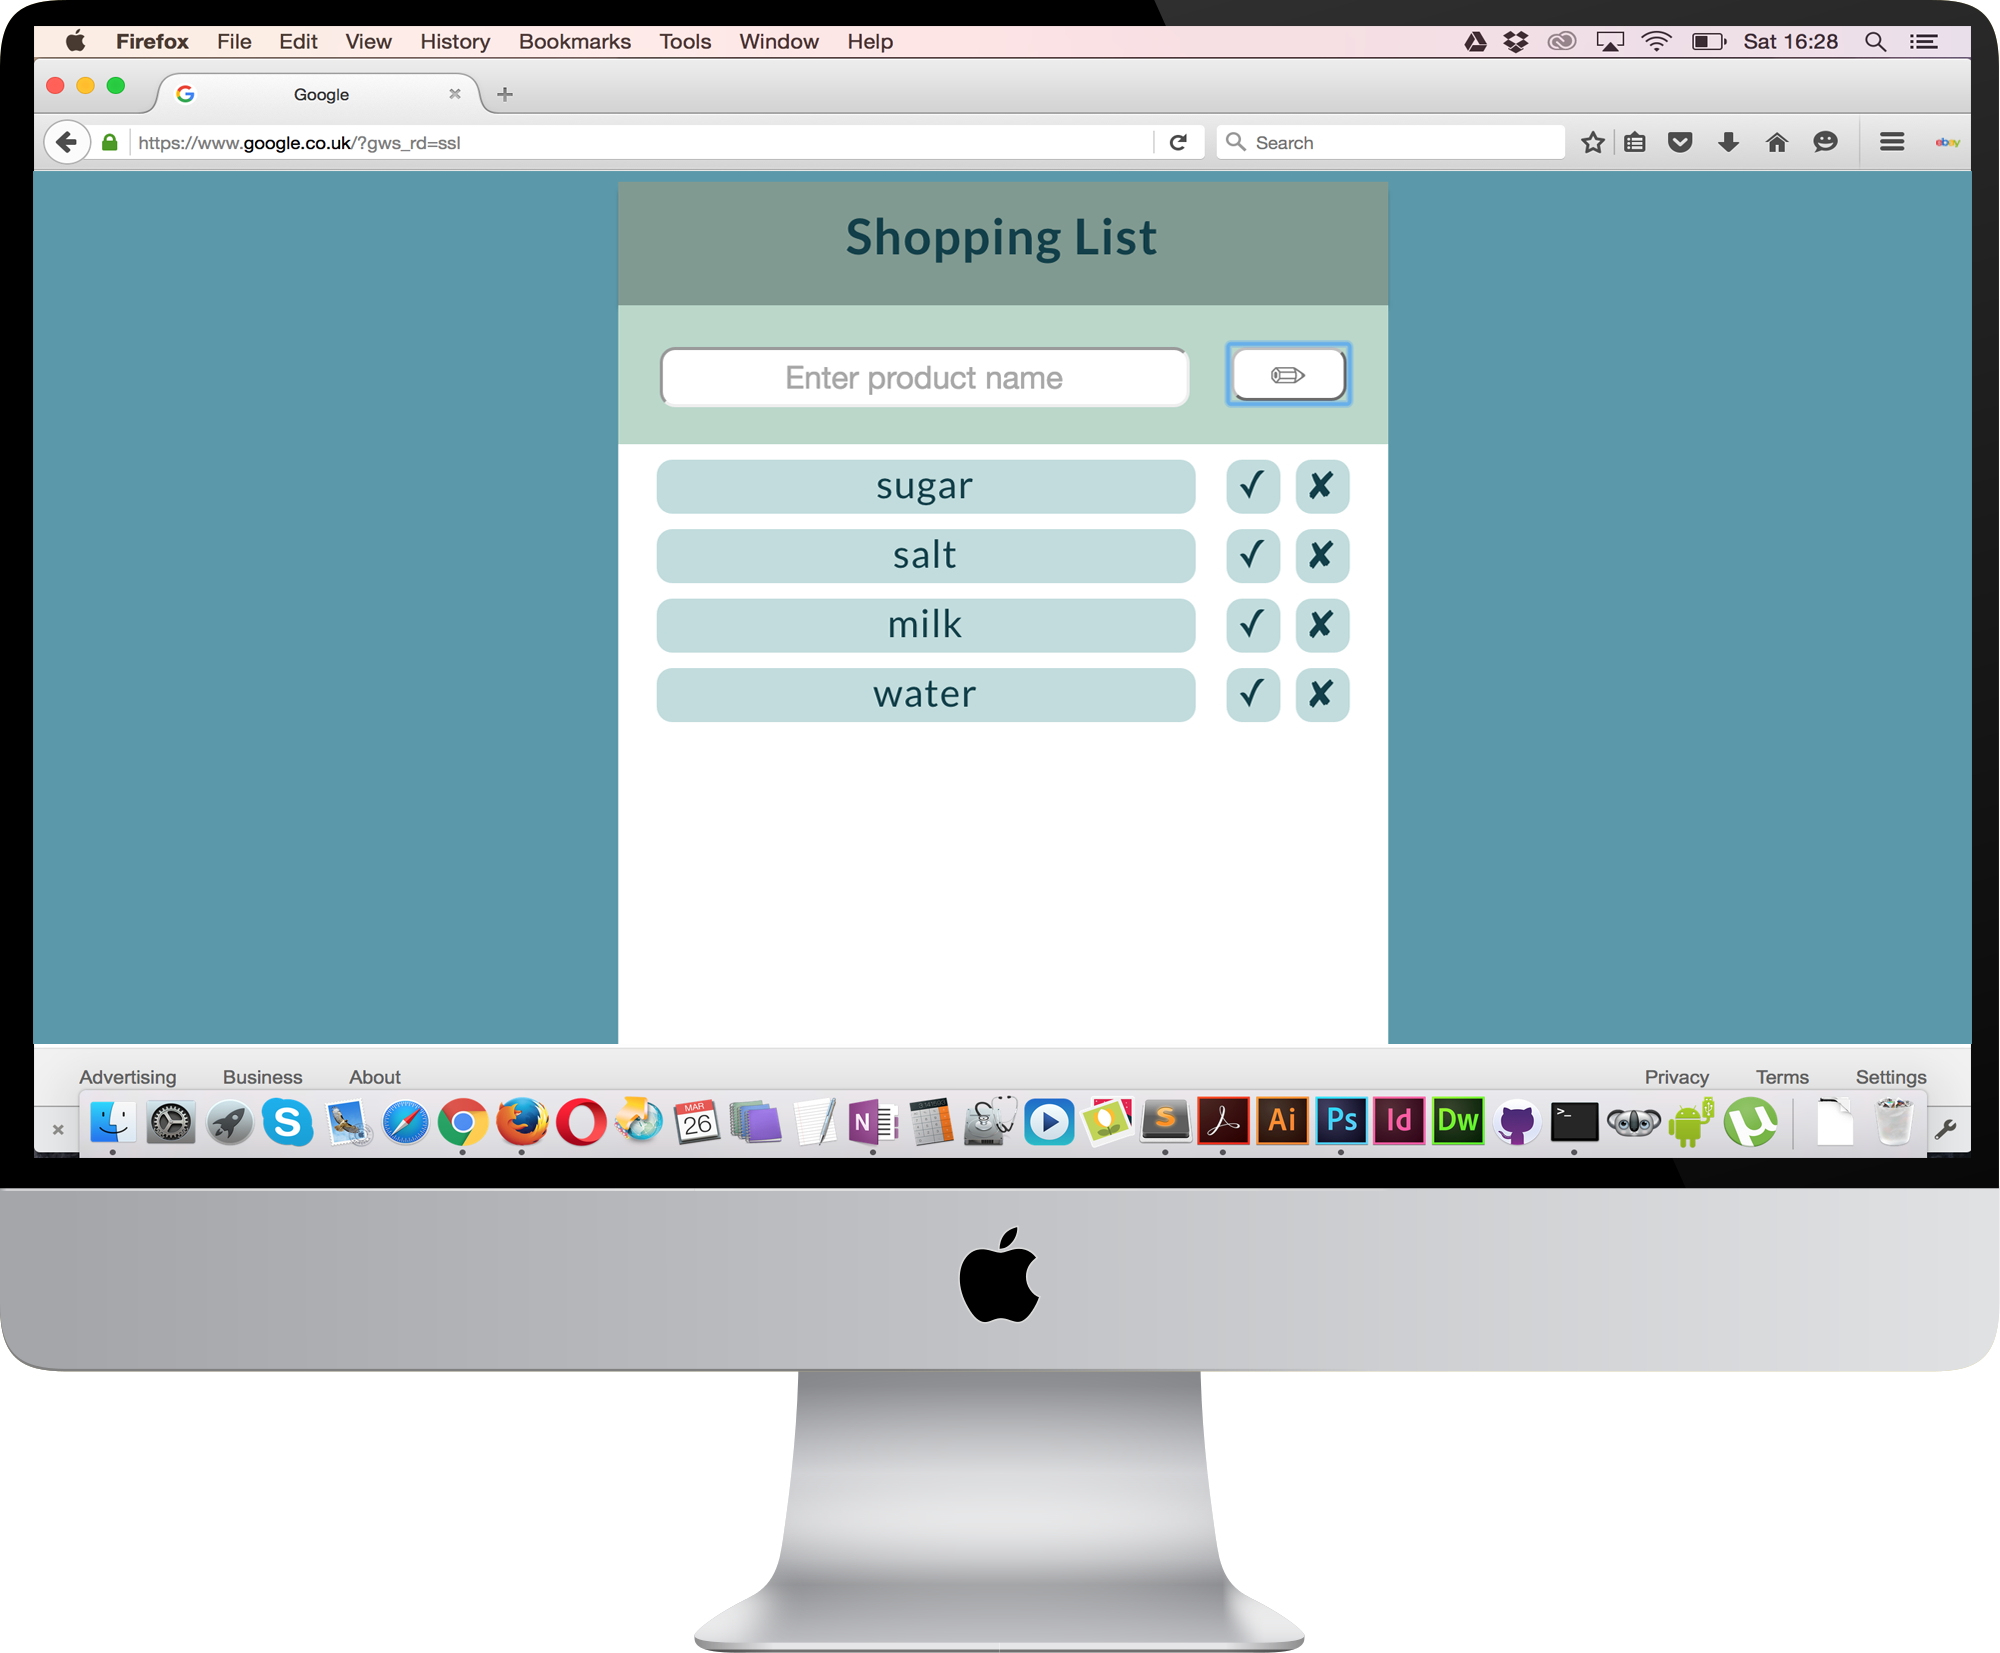 Firefox File Edit View History Bookmarks Tools Window Help Sat 16:28
Google
https://www.google.co.uk/?gws_rd=ssl Search ebay
Shopping List
Enter product name
sugar
salt
milk
water
Advertising Business About Privacy Terms Settings
MAR
26
S N S Ai Ps Id Dw >_ µ